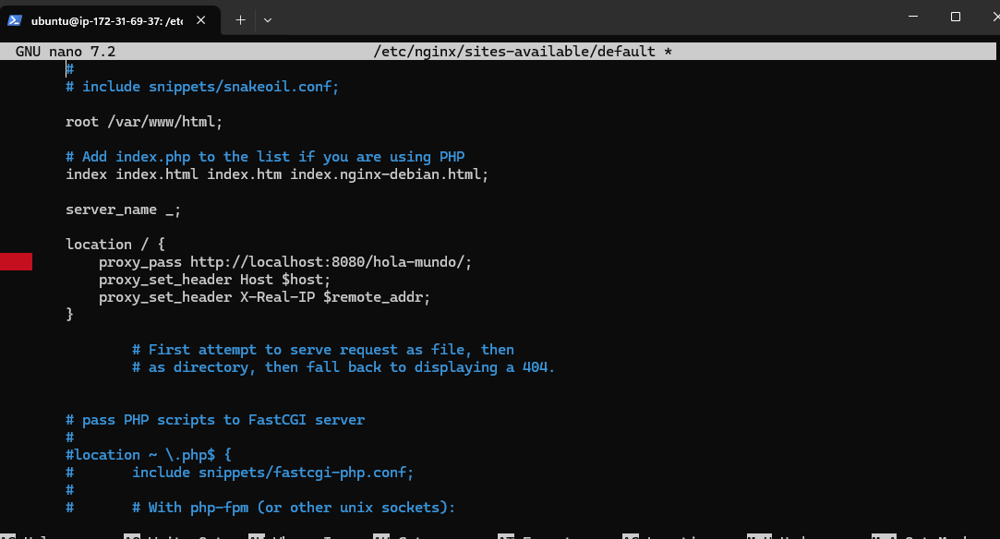 ubuntu@ip-172-31-69-37: /etc
GNU nano 7.2 /etc/nginx/sites-available/default *
#
# include snippets/snakeoil.conf;
root /var/www/html;
# Add index.php to the list if you are using PHP
index index.html index.htm index.nginx-debian.html;
server_name _;
location / {
proxy_pass http://localhost:8080/hola-mundo/;
proxy_set_header Host $host;
proxy_set_header X-Real-IP $remote_addr;
}
# First attempt to serve request as file, then
# as directory, then fall back to displaying a 404.
# pass PHP scripts to FastCGI server
#
#location ~ \.php$ {
# include snippets/fastcgi-php.conf;
#
# # With php-fpm (or other unix sockets):